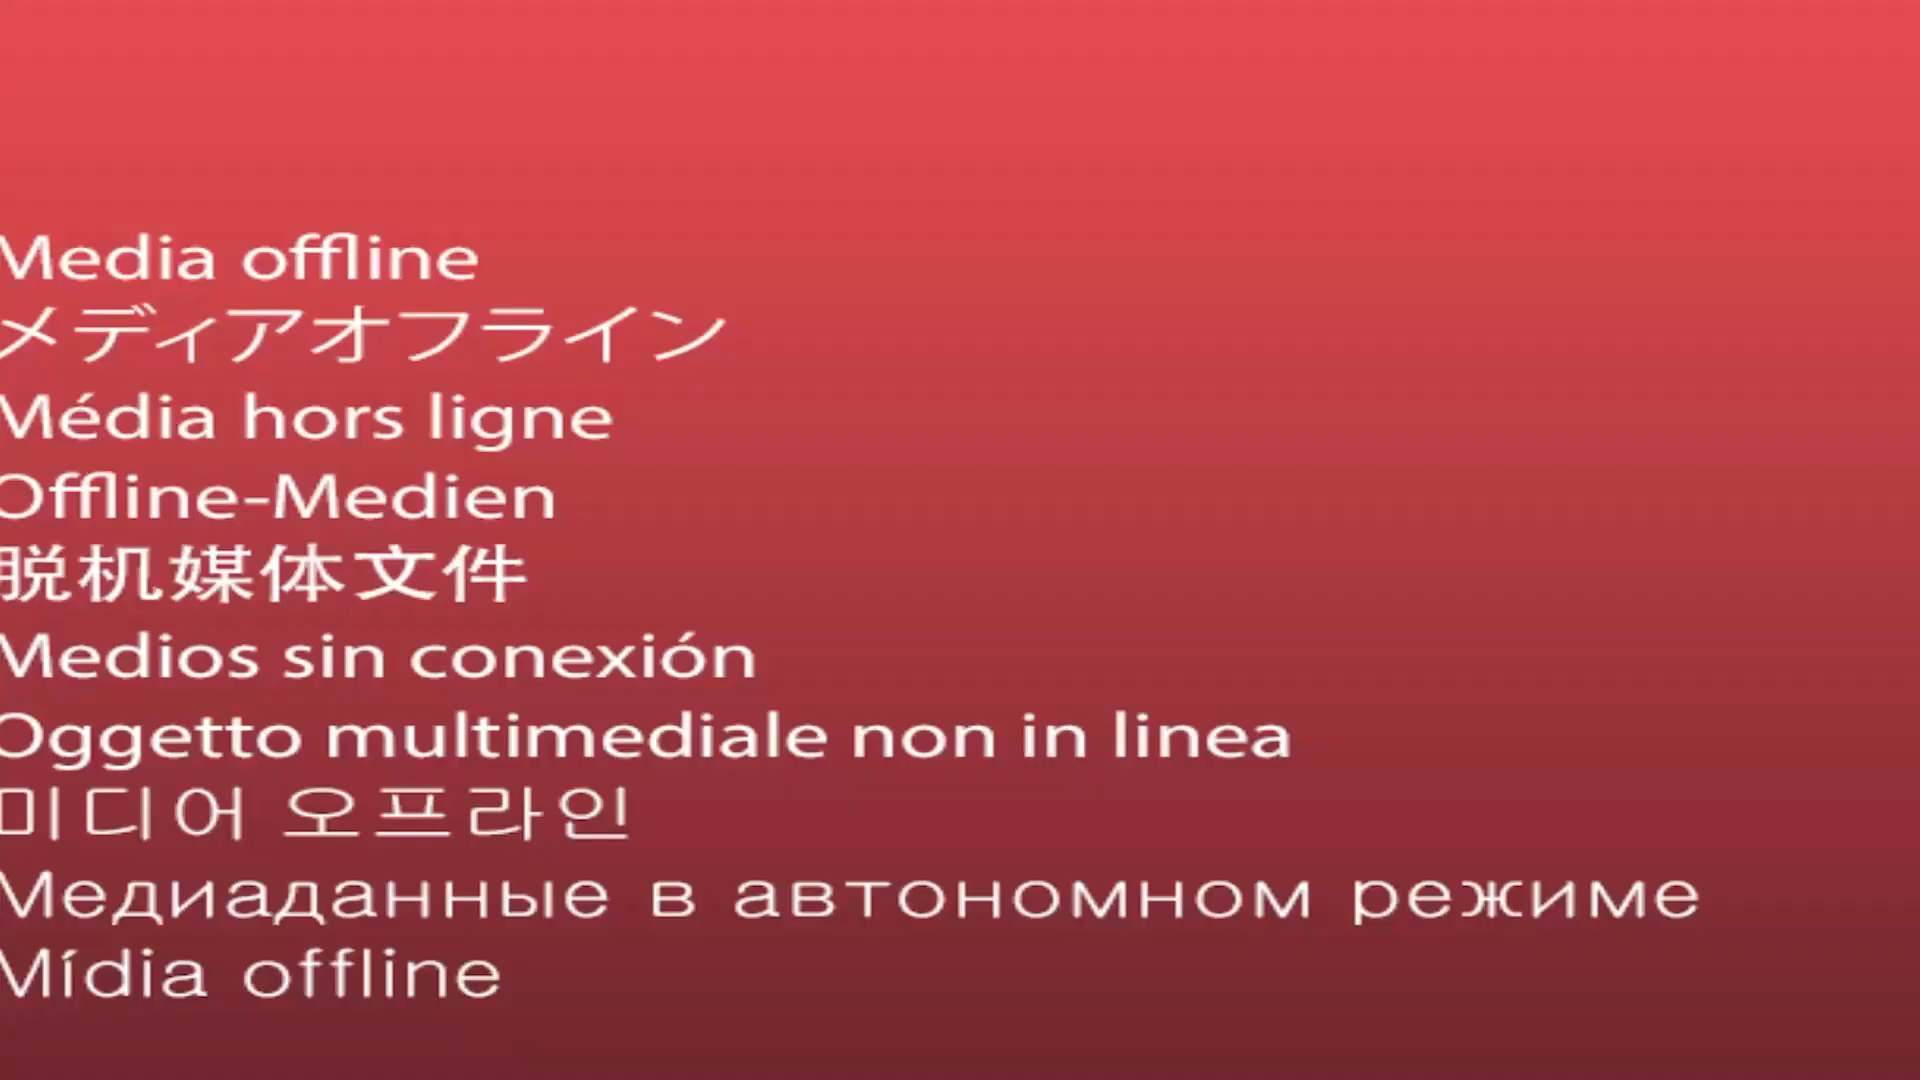 Media offline
メディアオフライン
Média hors ligne
Offline-Medien
脱机媒体文件
Medios sin conexión
Oggetto multimediale non in linea
미디어 오프라인
Медиаданные в автономном режиме
Mídia offline